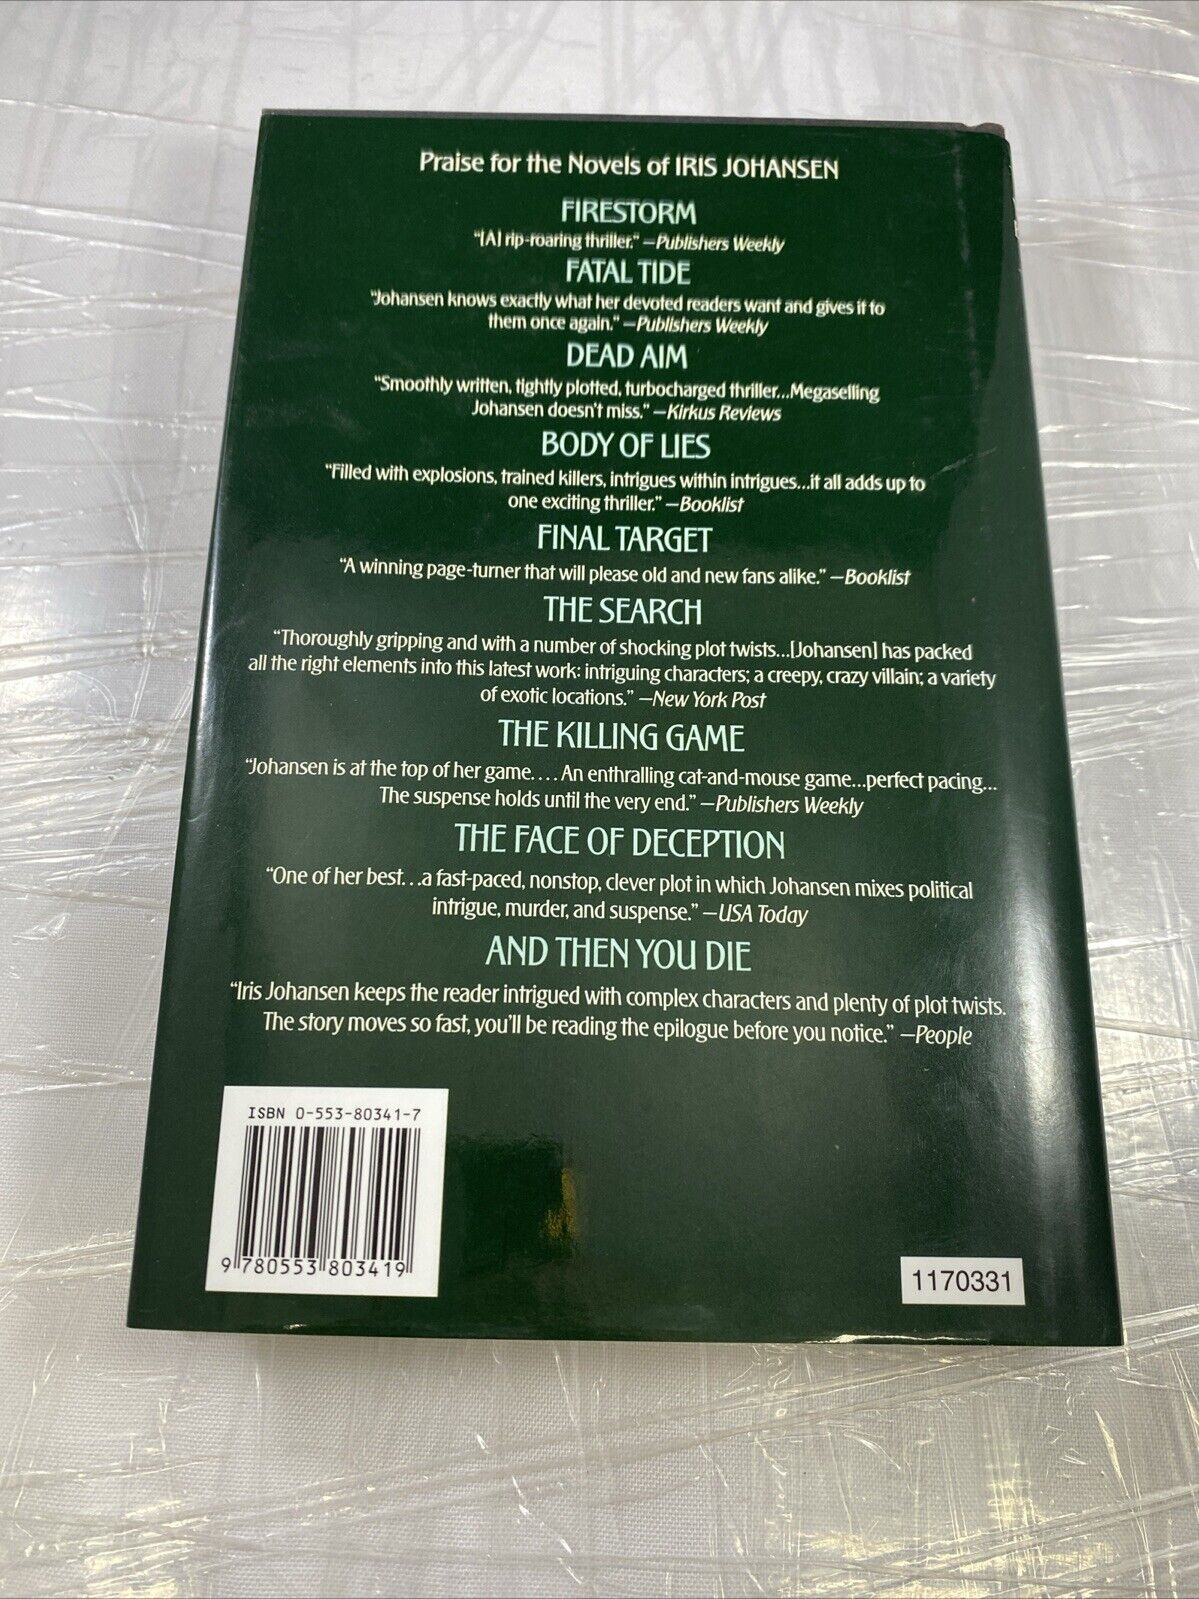 Praise for the Novels of IRIS JOHANSEN
FIRESTORM
"[A] rip-roaring thriller." —Publishers Weekly
FATAL TIDE
"Johansen knows exactly what her devoted readers want and gives it to
them once again." —Publishers Weekly
DEAD AIM
"Smoothly written, tightly plotted, turbocharged thriller...Megaselling
Johansen doesn't miss." —Kirkus Reviews
BODY OF LIES
"Filled with explosions, trained killers, intrigues within intrigues...it all adds up to
one exciting thriller." —Booklist
FINAL TARGET
"A winning page-turner that will please old and new fans alike." —Booklist
THE SEARCH
"Thoroughly gripping and with a number of shocking plot twists...[Johansen] has packed
all the right elements into this latest work: intriguing characters; a creepy, crazy villain; a variety
of exotic locations." —New York Post
THE KILLING GAME
"Johansen is at the top of her game.... An enthralling cat-and-mouse game...perfect pacing...
The suspense holds until the very end." —Publishers Weekly
THE FACE OF DECEPTION
"One of her best...a fast-paced, nonstop, clever plot in which Johansen mixes political
intrigue, murder, and suspense." —USA Today
AND THEN YOU DIE
"Iris Johansen keeps the reader intrigued with complex characters and plenty of plot twists.
The story moves so fast, you'll be reading the epilogue before you notice." —People
ISBN 0-553-80341-7
9 780553 803419
1170331